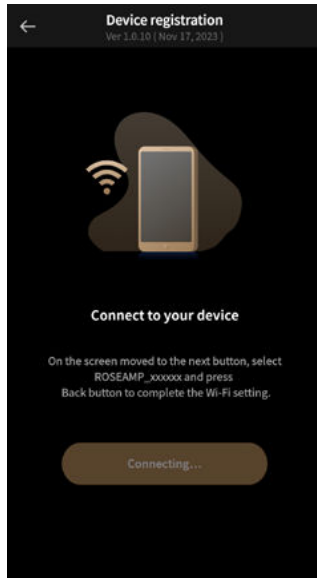 Device registration
Ver 1.0.10 ( Nov 17, 2023 )
Connect to your device
On the screen moved to the next button, select
ROSEAMP_xxxxxx and press
Back button to complete the Wi-Fi setting.
Connecting...